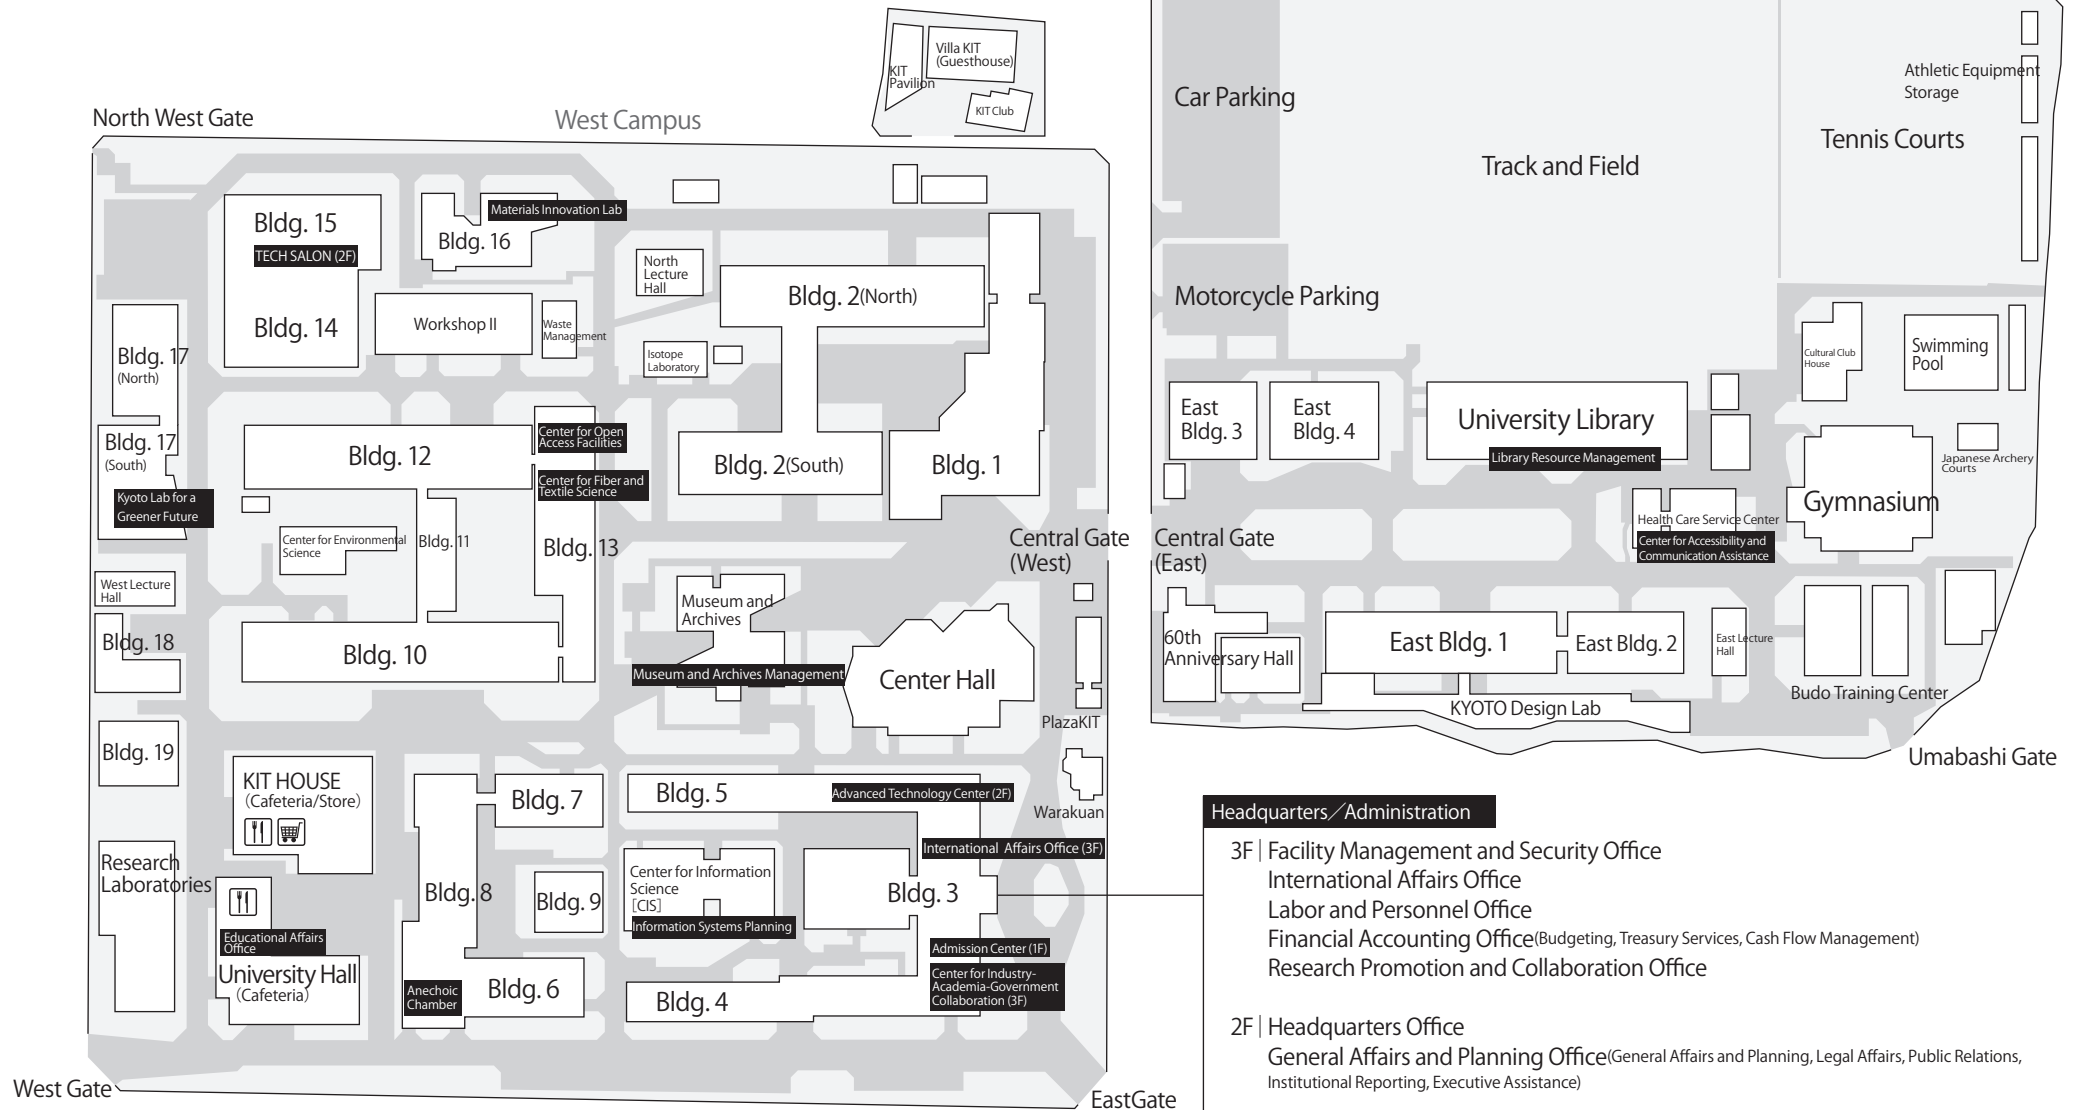 Villa KIT
(Guesthouse)
KIT
Pavilion
KIT Club
North West Gate
West Campus
Bldg. 15
TECH SALON (2F)
Bldg. 14
Materials Innovation Lab
Bldg. 16
North
Lecture
Hall
Bldg. 2(North)
Workshop II
Waste
Management
Isotope
Laboratory
Bldg. 17
(North)
Bldg. 17
(South)
Kyoto Lab for a
Greener Future
Bldg. 12
Center for Open
Access Facilities
Center for Fiber and
Textile Science
Bldg. 2(South)
Bldg. 1
Center for Environmental
Science
Bldg. 11
Bldg. 13
Central Gate
(West)
West Lecture
Hall
Bldg. 18
Bldg. 10
Museum and
Archives
Museum and Archives Management
Center Hall
PlazaKIT
Bldg. 19
KIT HOUSE
(Cafeteria/Store)
Bldg. 7
Bldg. 5
Advanced Technology Center (2F)
Warakuan
International Affairs Office (3F)
Research
Laboratories
Bldg. 8
Bldg. 9
Center for Information
Science
[CIS]
Information Systems Planning
Bldg. 3
Educational Affairs
Office
University Hall
(Cafeteria)
Anechoic
Chamber
Bldg. 6
Bldg. 4
Admission Center (1F)
Center for Industry-
Academia-Government
Collaboration (3F)
West Gate
EastGate
Car Parking
Track and Field
Athletic Equipment
Storage
Tennis Courts
Motorcycle Parking
Cultural Club
House
Swimming
Pool
East
Bldg. 3
East
Bldg. 4
University Library
Library Resource Management
Japanese Archery
Courts
Gymnasium
Health Care Service Center
Center for Accessibility and
Communication Assistance
Central Gate
(East)
60th
Anniversary Hall
East Bldg. 1
East Bldg. 2
East Lecture
Hall
KYOTO Design Lab
Budo Training Center
Umabashi Gate
Headquarters／Administration
3F Facility Management and Security Office
International Affairs Office
Labor and Personnel Office
Financial Accounting Office(Budgeting, Treasury Services, Cash Flow Management)
Research Promotion and Collaboration Office
2F Headquarters Office
General Affairs and Planning Office(General Affairs and Planning, Legal Affairs, Public Relations,
Institutional Reporting, Executive Assistance)